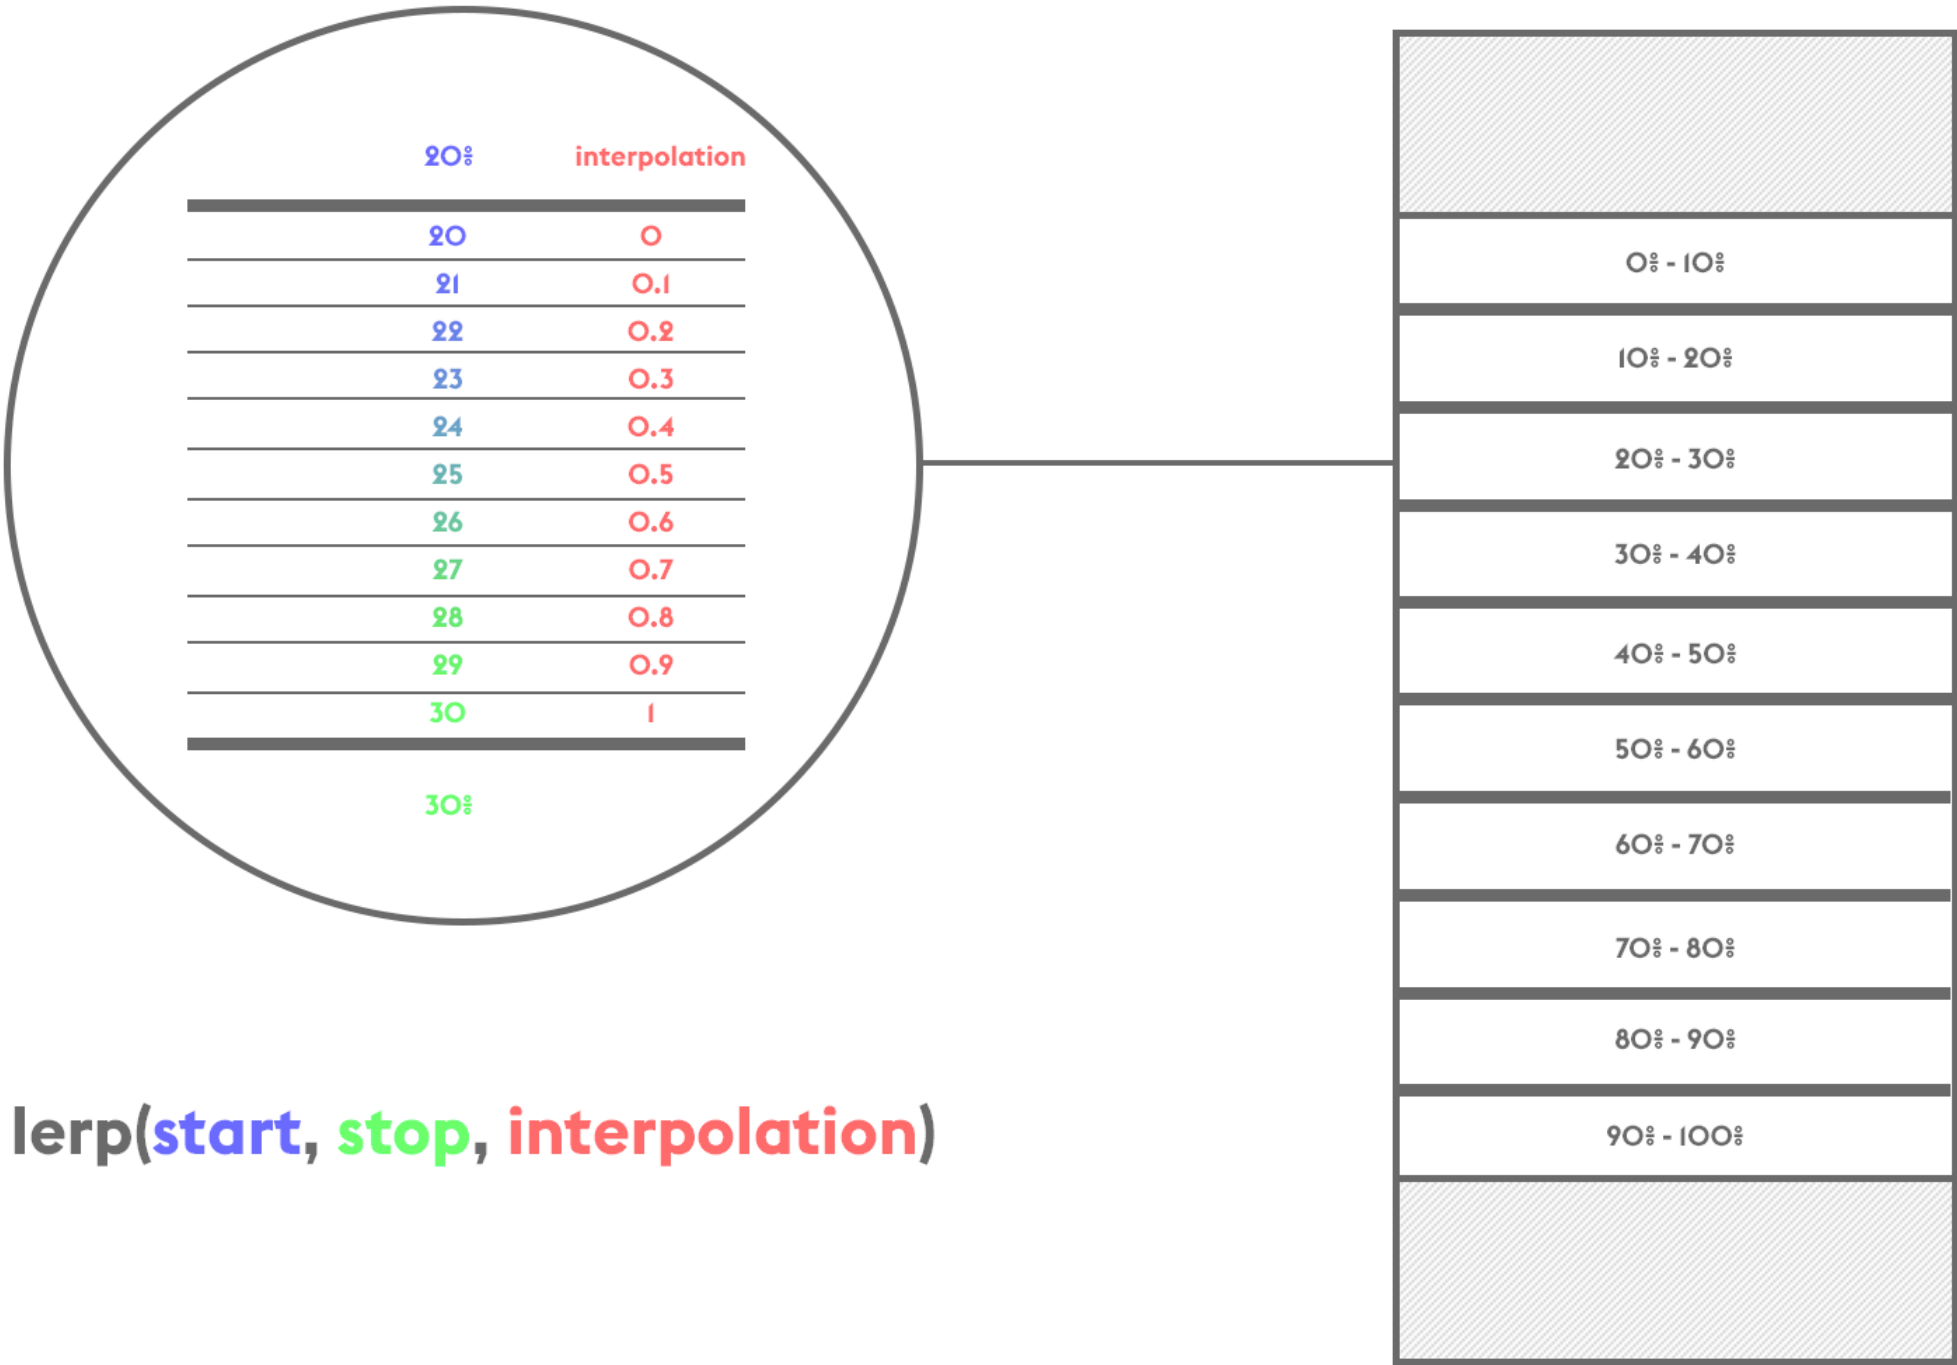 20% interpolation
20 0
21 0.1
22 0.2
23 0.3
24 0.4
25 0.5
26 0.6
27 0.7
28 0.8
29 0.9
30 1
30%
lerp(start, stop, interpolation)
0% - 10%
10% - 20%
20% - 30%
30% - 40%
40% - 50%
50% - 60%
60% - 70%
70% - 80%
80% - 90%
90% - 100%